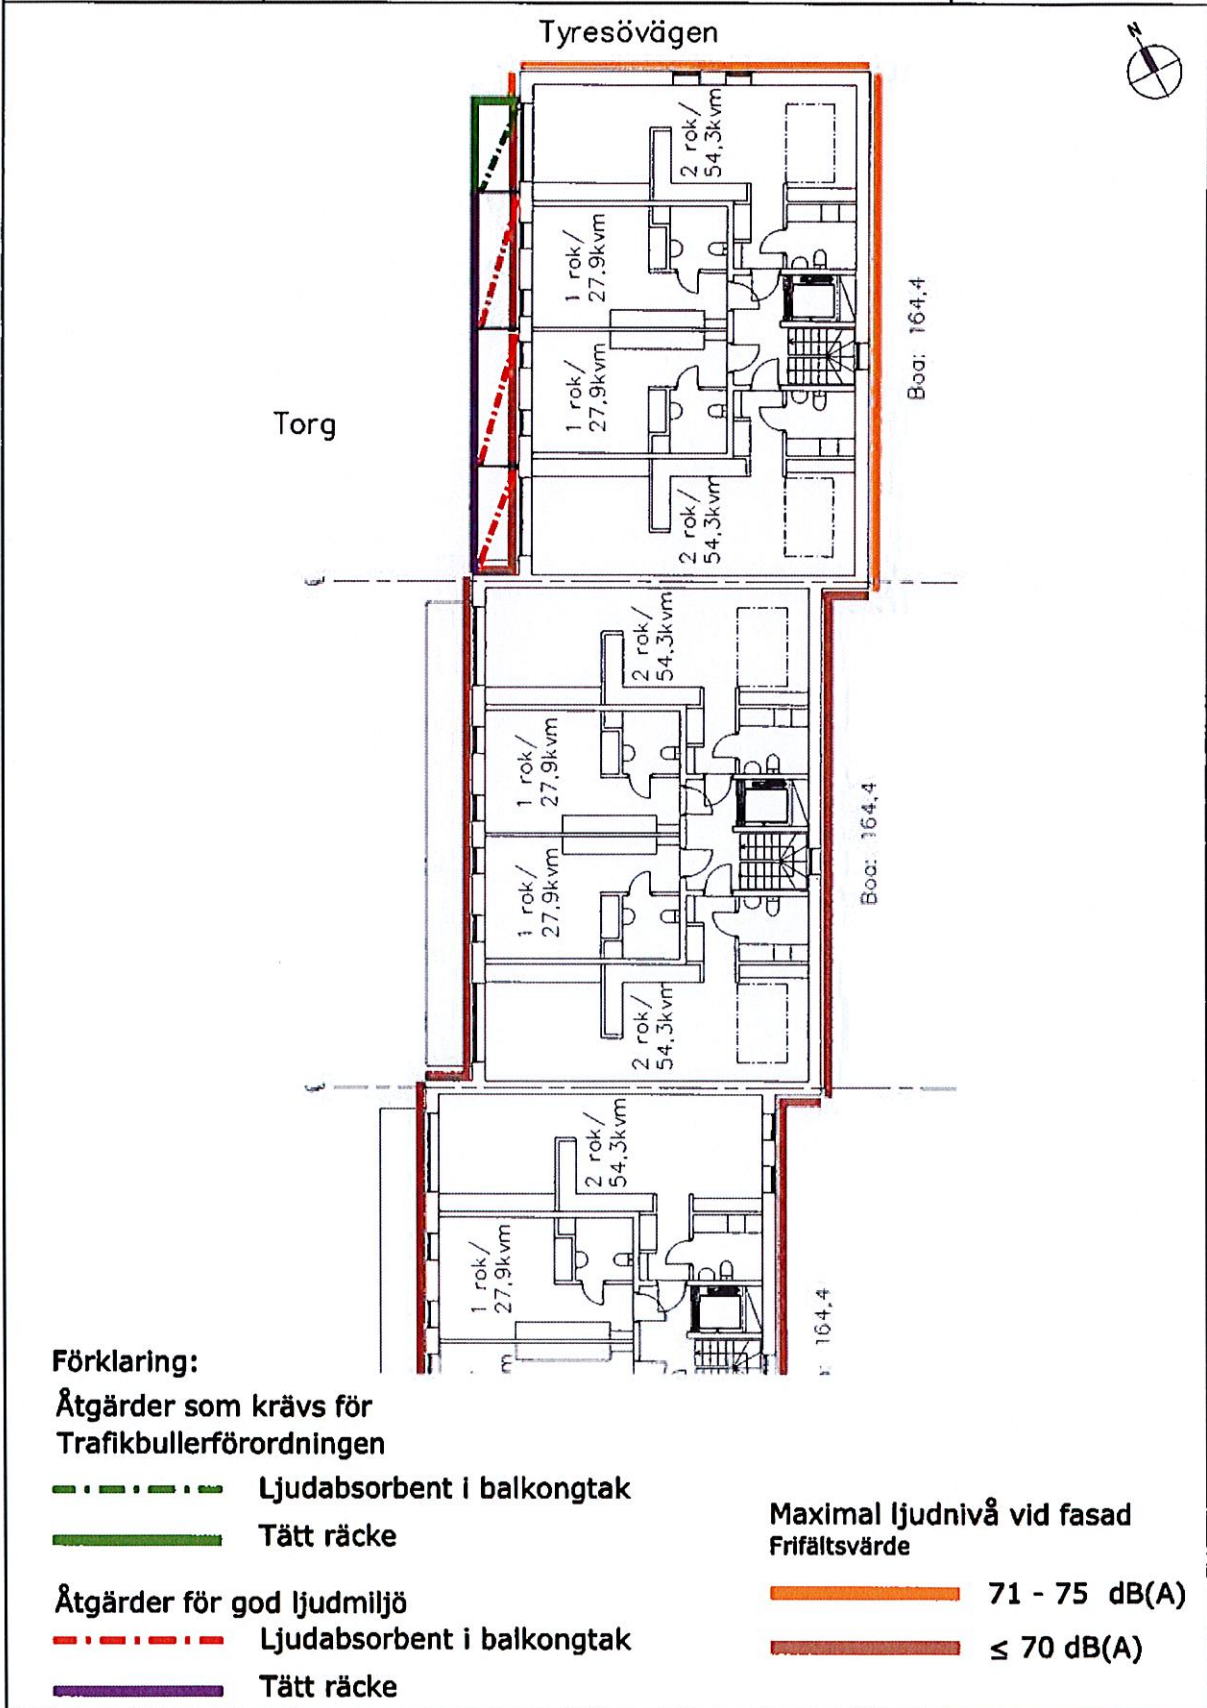 Tyresövägen
N
2 rok/
54,3kvm
1 rok/
27,9kvm
Boa: 164,4
1 rok/
27,9kvm
Torg
2 rok/
54,3kvm
2 rok/
54,3kvm
1 rok/
27,9kvm
Boa: 164,4
1 rok/
27,9kvm
2 rok/
54,3kvm
2 rok/
54,3kvm
1 rok/
27,9kvm
164,4
m
Förklaring:
Åtgärder som krävs för
Trafikbullerförordningen
Ljudabsorbent i balkongtak
Tätt räcke
Åtgärder för god ljudmiljö
Ljudabsorbent i balkongtak
Tätt räcke
Maximal ljudnivå vid fasad
Frifältsvärde
71 - 75 dB(A)
≤ 70 dB(A)